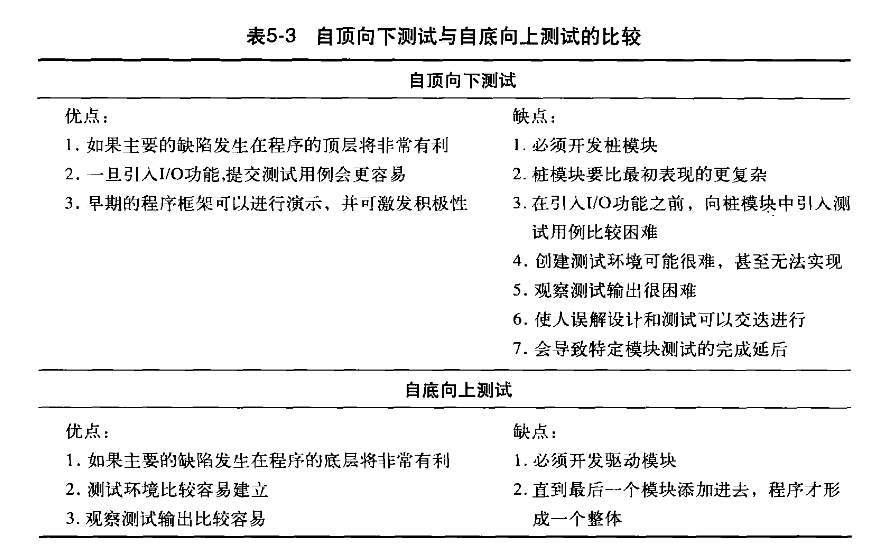 表5-3 自顶向下测试与自底向上测试的比较
自顶向下测试
优点：
1. 如果主要的缺陷发生在程序的顶层将非常有利
2. 一旦引入I/O功能,提交测试用例会更容易
3. 早期的程序框架可以进行演示，并可激发积极性
缺点：
1. 必须开发桩模块
2. 桩模块要比最初表现的更复杂
3. 在引入I/O功能之前，向桩模块中引入测
试用例比较困难
4. 创建测试环境可能很难，甚至无法实现
5. 观察测试输出很困难
6. 使人误解设计和测试可以交迭进行
7. 会导致特定模块测试的完成延后
自底向上测试
优点：
1. 如果主要的缺陷发生在程序的底层将非常有利
2. 测试环境比较容易建立
3. 观察测试输出比较容易
缺点：
1. 必须开发驱动模块
2. 直到最后一个模块添加进去，程序才形
成一个整体